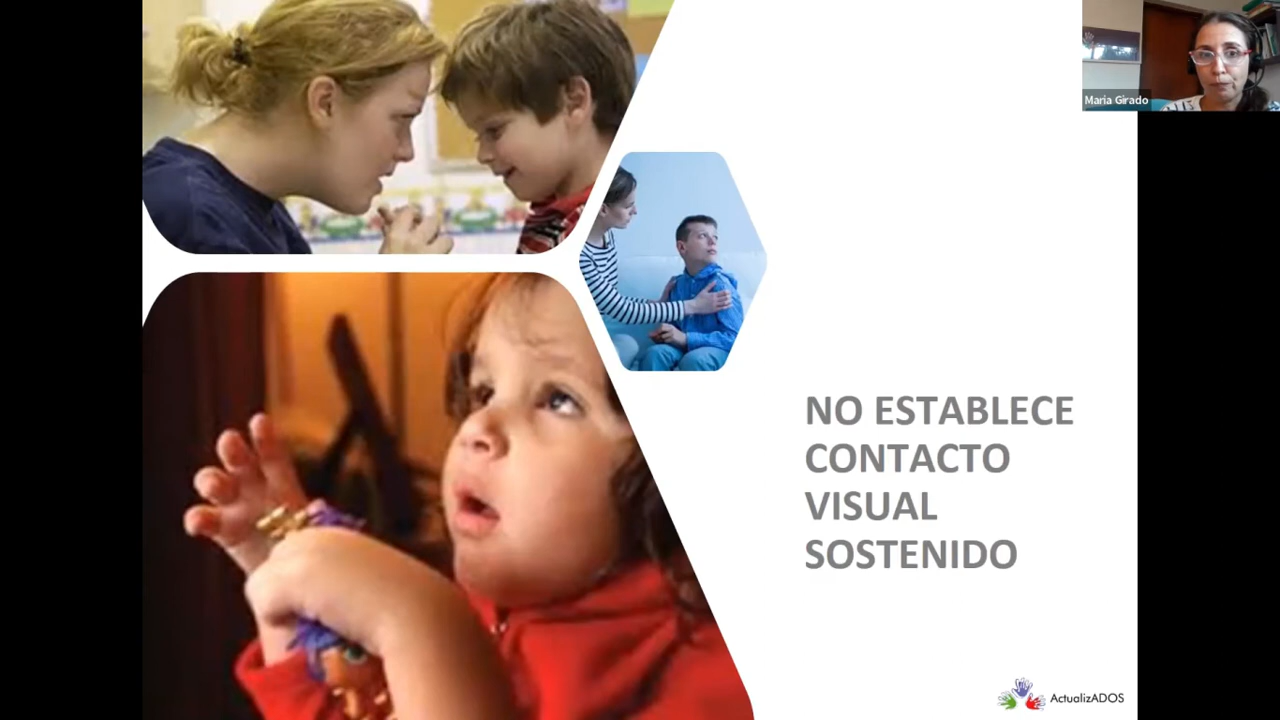 Maria Girado
NO ESTABLECE
CONTACTO
VISUAL
SOSTENIDO
ActualizADOS